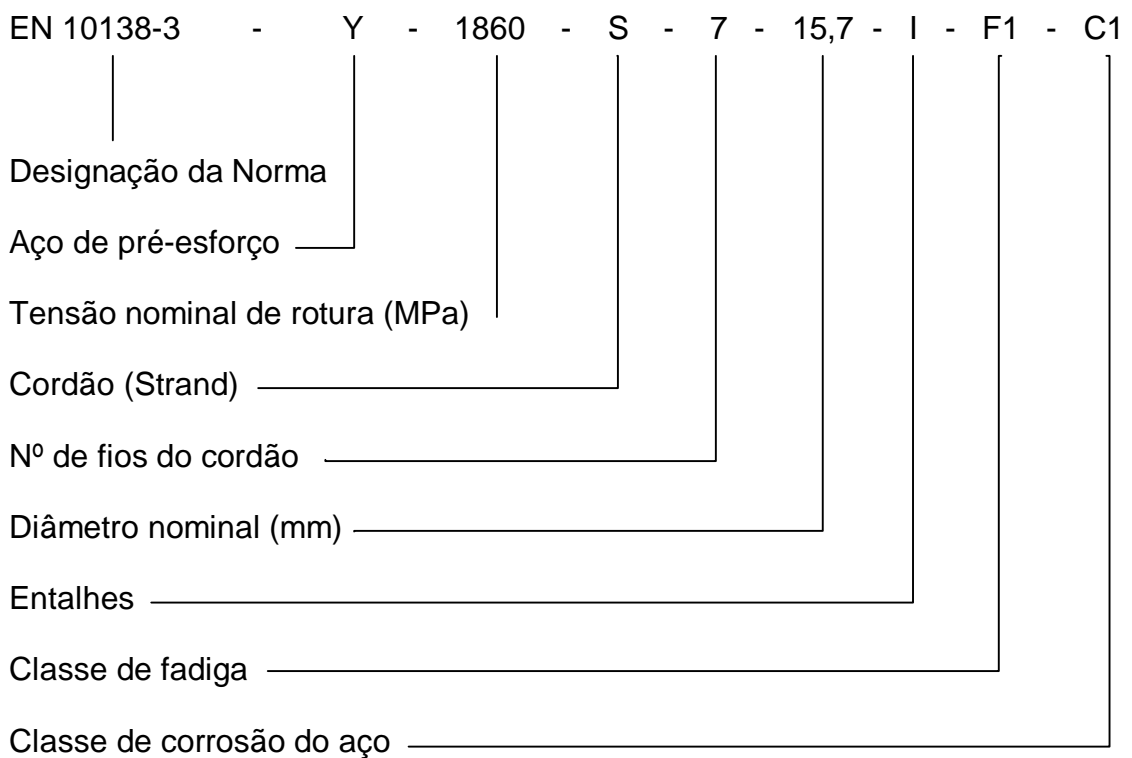 EN 10138-3 - Y - 1860 - S - 7 - 15,7 - I - F1 - C1
Designação da Norma
Aço de pré-esforço
Tensão nominal de rotura (MPa)
Cordão (Strand)
Nº de fios do cordão
Diâmetro nominal (mm)
Entalhes
Classe de fadiga
Classe de corrosão do aço